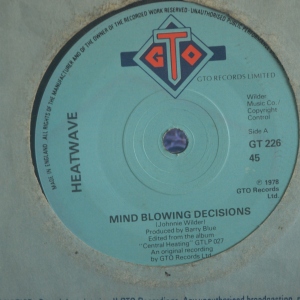 ALL RIGHTS OF THE MANUFACTURER AND OF THE OWNER OF THE RECORDED WORK RESERVED · UNAUTHORISED PUBLIC
MADE IN ENGLAND
GTO
GTO RECORDS LIMITED
Wilder
Music Co /
Copyright
Control
Side A
GT 226
45
HEATWAVE
℗ 1978
GTO Records
Ltd.
MIND BLOWING DECISIONS
(Johnnie Wilder)
Produced by Barry Blue
Edited from the album
"Central Heating" GTLP 027
An original recording
by GTO Records Ltd